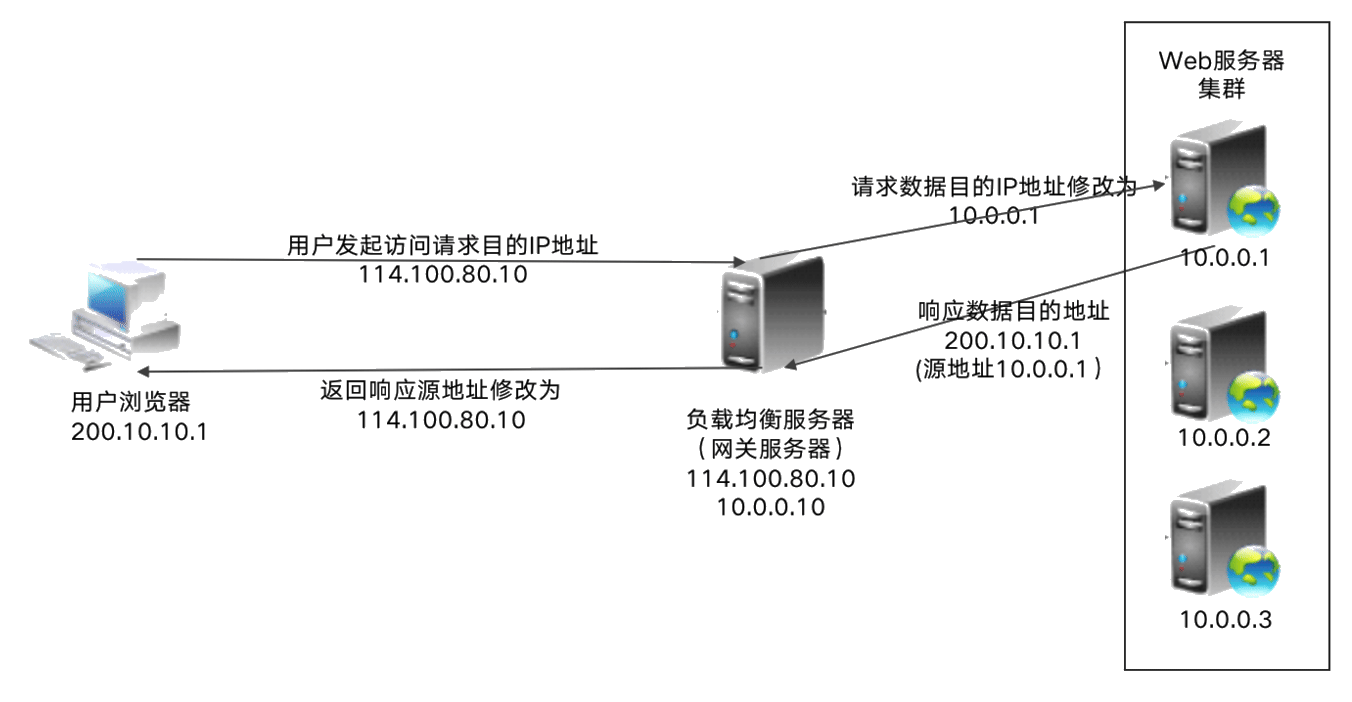 Web服务器
集群
请求数据目的IP地址修改为
10.0.0.1
用户发起访问请求目的IP地址
114.100.80.10
10.0.0.1
响应数据目的地址
200.10.10.1
(源地址10.0.0.1）
返回响应源地址修改为
114.100.80.10
用户浏览器
200.10.10.1
负载均衡服务器
（网关服务器）
114.100.80.10
10.0.0.10
10.0.0.2
10.0.0.3